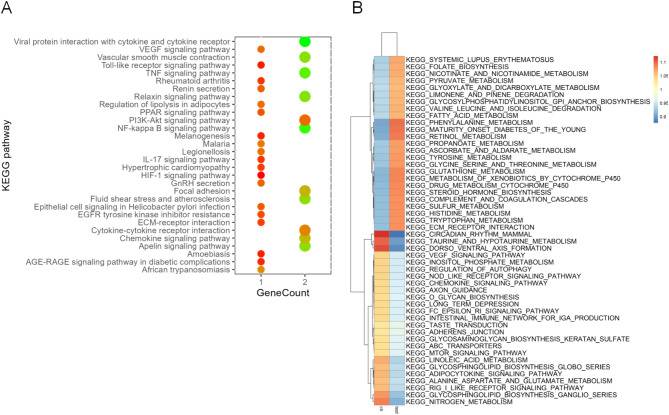 A
Viral protein interaction with cytokine and cytokine receptor
VEGF signaling pathway
Vascular smooth muscle contraction
Toll-like receptor signaling pathway
TNF signaling pathway
Rheumatoid arthritis
Renin secretion
Relaxin signaling pathway
Regulation of lipolysis in adipocytes
PPAR signaling pathway
PI3K-Akt signaling pathway
NF-kappa B signaling pathway
Melanogenesis
Malaria
Legionellosis
IL-17 signaling pathway
Hypertrophic cardiomyopathy
HIF-1 signaling pathway
GnRH secretion
Focal adhesion
Fluid shear stress and atherosclerosis
Epithelial cell signaling in Helicobacter pylori infection
EGFR tyrosine kinase inhibitor resistance
ECM-receptor interaction
Cytokine-cytokine receptor interaction
Chemokine signaling pathway
Apelin signaling pathway
Amoebiasis
AGE-RAGE signaling pathway in diabetic complications
African trypanosomiasis
KEGG pathway
1 2
GeneCount
B
KEGG_SYSTEMIC_LUPUS_ERYTHEMATOSUS
KEGG_FOLATE_BIOSYNTHESIS
KEGG_NICOTINATE_AND_NICOTINAMIDE_METABOLISM
KEGG_PYRUVATE_METABOLISM
KEGG_GLYOXYLATE_AND_DICARBOXYLATE_METABOLISM
KEGG_LIMONENE_AND_PINENE_DEGRADATION
KEGG_GLYCOSYLPHOSPHATIDYLINOSITOL_GPI_ANCHOR_BIOSYNTHESIS
KEGG_VALINE_LEUCINE_AND_ISOLEUCINE_DEGRADATION
KEGG_FATTY_ACID_METABOLISM
KEGG_PHENYLALANINE_METABOLISM
KEGG_MATURITY_ONSET_DIABETES_OF_THE_YOUNG
KEGG_RETINOL_METABOLISM
KEGG_PROPANOATE_METABOLISM
KEGG_ASCORBATE_AND_ALDARATE_METABOLISM
KEGG_TYROSINE_METABOLISM
KEGG_GLYCINE_SERINE_AND_THREONINE_METABOLISM
KEGG_GLUTATHIONE_METABOLISM
KEGG_METABOLISM_OF_XENOBIOTICS_BY_CYTOCHROME_P450
KEGG_DRUG_METABOLISM_CYTOCHROME_P450
KEGG_STEROID_HORMONE_BIOSYNTHESIS
KEGG_COMPLEMENT_AND_COAGULATION_CASCADES
KEGG_SULFUR_METABOLISM
KEGG_HISTIDINE_METABOLISM
KEGG_TRYPTOPHAN_METABOLISM
KEGG_ECM_RECEPTOR_INTERACTION
KEGG_CIRCADIAN_RHYTHM_MAMMAL
KEGG_TAURINE_AND_HYPOTAURINE_METABOLISM
KEGG_DORSO_VENTRAL_AXIS_FORMATION
KEGG_VEGF_SIGNALING_PATHWAY
KEGG_INOSITOL_PHOSPHATE_METABOLISM
KEGG_REGULATION_OF_AUTOPHAGY
KEGG_NOD_LIKE_RECEPTOR_SIGNALING_PATHWAY
KEGG_CHEMOKINE_SIGNALING_PATHWAY
KEGG_AXON_GUIDANCE
KEGG_O_GLYCAN_BIOSYNTHESIS
KEGG_LONG_TERM_DEPRESSION
KEGG_FC_EPSILON_RI_SIGNALING_PATHWAY
KEGG_INTESTINAL_IMMUNE_NETWORK_FOR_IGA_PRODUCTION
KEGG_TASTE_TRANSDUCTION
KEGG_ADHERENS_JUNCTION
KEGG_GLYCOSAMINOGLYCAN_BIOSYNTHESIS_KERATAN_SULFATE
KEGG_ABC_TRANSPORTERS
KEGG_MTOR_SIGNALING_PATHWAY
KEGG_LINOLEIC_ACID_METABOLISM
KEGG_GLYCOSPHINGOLIPID_BIOSYNTHESIS_GLOBO_SERIES
KEGG_ADIPOCYTOKINE_SIGNALING_PATHWAY
KEGG_ALANINE_ASPARTATE_AND_GLUTAMATE_METABOLISM
KEGG_RIG_I_LIKE_RECEPTOR_SIGNALING_PATHWAY
KEGG_GLYCOSPHINGOLIPID_BIOSYNTHESIS_GANGLIO_SERIES
KEGG_NITROGEN_METABOLISM
1.1
1.05
1
0.95
0.9